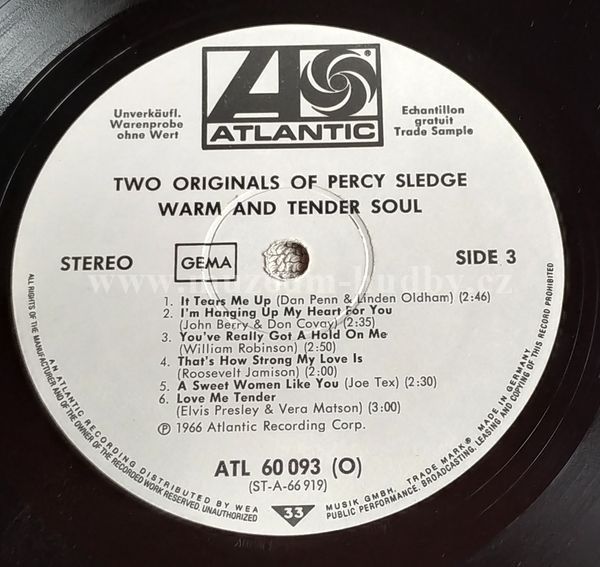 ATLANTIC
®
Unverkäufl.
Warenprobe
ohne Wert
Echantillon
gratuit
Trade Sample
TWO ORIGINALS OF PERCY SLEDGE
WARM AND TENDER SOUL
STEREO
GEMA
SIDE 3
1. It Tears Me Up (Dan Penn & Linden Oldham) (2:46)
2. I'm Hanging Up My Heart For You
(John Berry & Don Covay) (2:35)
3. You've Really Got A Hold On Me
(William Robinson) (2:50)
4. That's How Strong My Love Is
(Roosevelt Jamison) (2:00)
5. A Sweet Women Like You (Joe Tex) (2:30)
6. Love Me Tender
(Elvis Presley & Vera Matson) (3:00)
℗ 1966 Atlantic Recording Corp.
ATL 60 093 (O)
(ST-A-66 919)
33
AN ATLANTIC RECORDING DISTRIBUTED BY WEA MUSIK GMBH. TRADE MARK® MADE IN GERMANY
ALL RIGHTS OF THE MANUFACTURER AND OF THE OWNER OF THE RECORDED WORK RESERVED. UNAUTHORIZED PUBLIC PERFORMANCE, BROADCASTING, LEASING AND COPYING OF THIS RECORD PROHIBITED